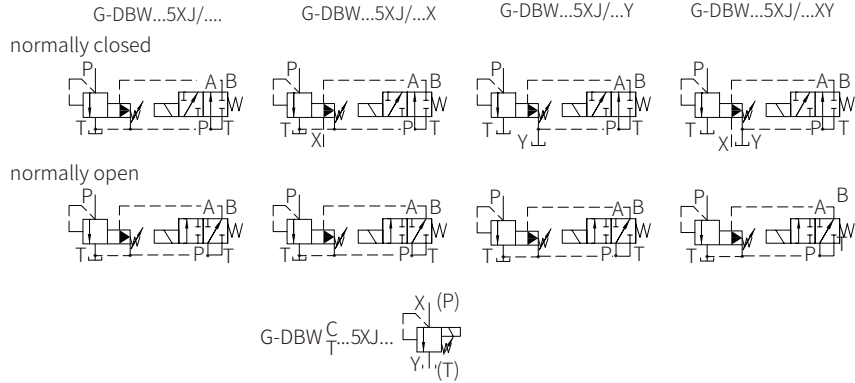 G-DBW...5XJ/.... G-DBW...5XJ/...X G-DBW...5XJ/...Y G-DBW...5XJ/...XY
normally closed
P A B P A B P A B P A B
T P T T X P T Y P T T X Y P T
normally open
P A B P A B P A B P A B
T P T T P T T P T T P T
X (P)
G-DBW C/T ...5XJ...
Y (T)